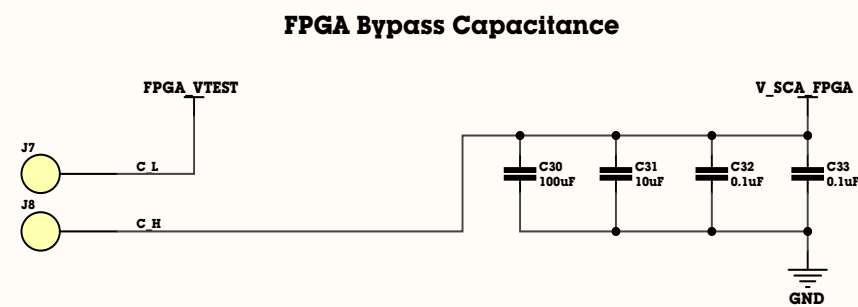 FPGA Bypass Capacitance
FPGA_VTEST
V_SCA_FPGA
J7
C_L
C30
100uF
C31
10uF
C32
0.1uF
C33
0.1uF
J8
C_H
GND